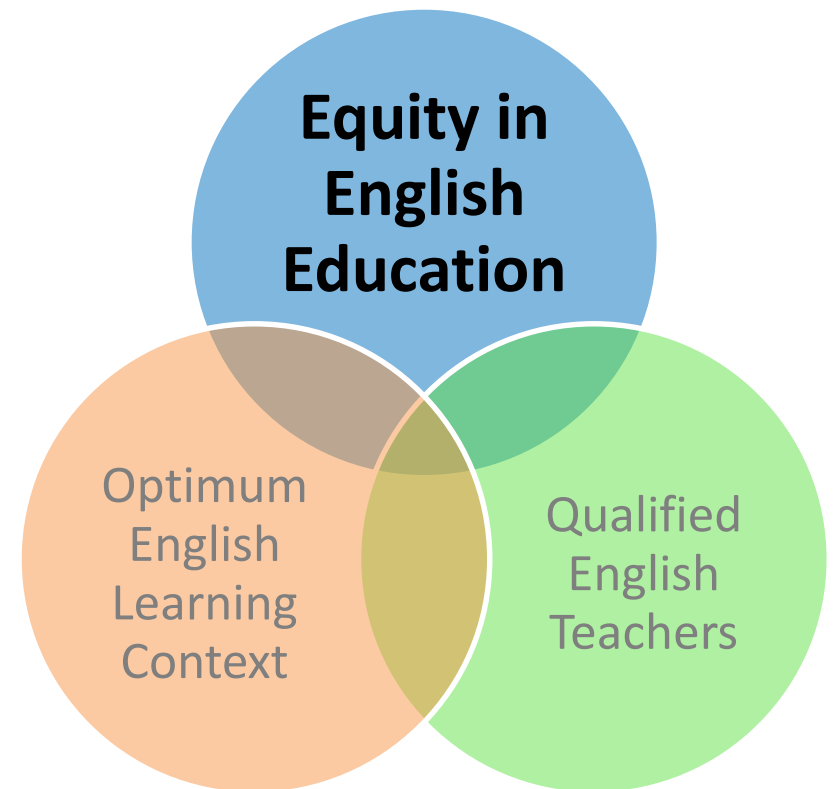 Equity in
English
Education
Optimum
English
Learning
Context
Qualified
English
Teachers